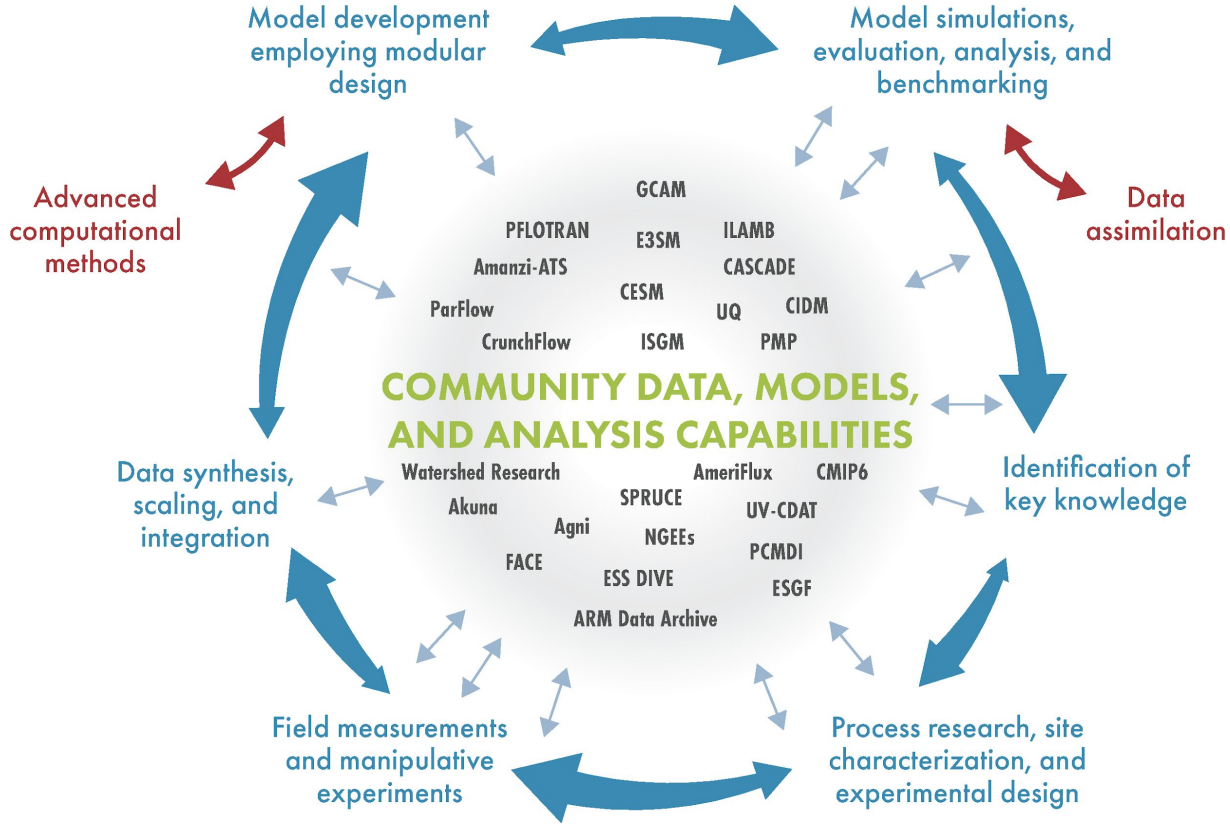 Model development
employing modular
design
Model simulations,
evaluation, analysis, and
benchmarking
Advanced
computational
methods
Data
assimilation
GCAM
PFLOTRAN
E3SM
ILAMB
Amanzi-ATS
CASCADE
CESM
ParFlow
UQ
CIDM
CrunchFlow
ISGM
PMP
COMMUNITY DATA, MODELS,
AND ANALYSIS CAPABILITIES
Data synthesis,
scaling, and
integration
Identification of
key knowledge
Watershed Research
AmeriFlux
CMIP6
SPRUCE
Akuna
UV-CDAT
Agni
NGEEs
PCMDI
FACE
ESS DIVE
ESGF
ARM Data Archive
Field measurements
and manipulative
experiments
Process research, site
characterization, and
experimental design